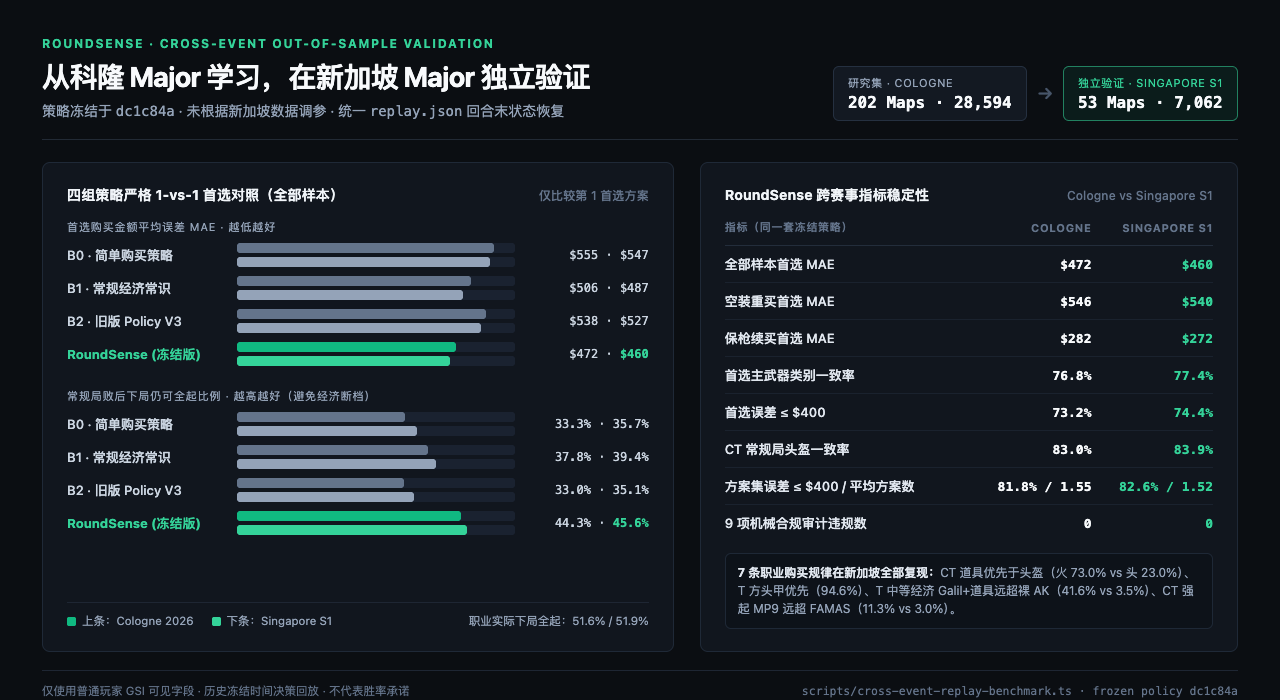 ROUNDSENSE · CROSS-EVENT OUT-OF-SAMPLE VALIDATION
从科隆 Major 学习，在新加坡 Major 独立验证
策略冻结于 dc1c84a · 未根据新加坡数据调参 · 统一 replay.json 回合末状态恢复
研究集 · COLOGNE
202 Maps · 28,594
→
独立验证 · SINGAPORE S1
53 Maps · 7,062
四组策略严格 1-vs-1 首选对照（全部样本）
仅比较第 1 首选方案
首选购买金额平均误差 MAE · 越低越好
B0 · 简单购买策略 $555 · $547
B1 · 常规经济常识 $506 · $487
B2 · 旧版 Policy V3 $538 · $527
RoundSense (冻结版) $472 · $460
常规局败后下局仍可全起比例 · 越高越好（避免经济断档）
B0 · 简单购买策略 33.3% · 35.7%
B1 · 常规经济常识 37.8% · 39.4%
B2 · 旧版 Policy V3 33.0% · 35.1%
RoundSense (冻结版) 44.3% · 45.6%
上条：Cologne 2026 下条：Singapore S1 职业实际下局全起：51.6% / 51.9%
RoundSense 跨赛事指标稳定性
Cologne vs Singapore S1
指标（同一套冻结策略） COLOGNE SINGAPORE S1
全部样本首选 MAE $472 $460
空装重买首选 MAE $546 $540
保枪续买首选 MAE $282 $272
首选主武器类别一致率 76.8% 77.4%
首选误差 ≤ $400 73.2% 74.4%
CT 常规局头盔一致率 83.0% 83.9%
方案集误差 ≤ $400 / 平均方案数 81.8% / 1.55 82.6% / 1.52
9 项机械合规审计违规数 0 0
7 条职业购买规律在新加坡全部复现：CT 道具优先于头盔（火 73.0% vs 头 23.0%）、
T 方头甲优先（94.6%）、T 中等经济 Galil+道具远超裸 AK（41.6% vs 3.5%）、CT 强
起 MP9 远超 FAMAS（11.3% vs 3.0%）。
仅使用普通玩家 GSI 可见字段 · 历史冻结时间决策回放 · 不代表胜率承诺
scripts/cross-event-replay-benchmark.ts · frozen policy dc1c84a